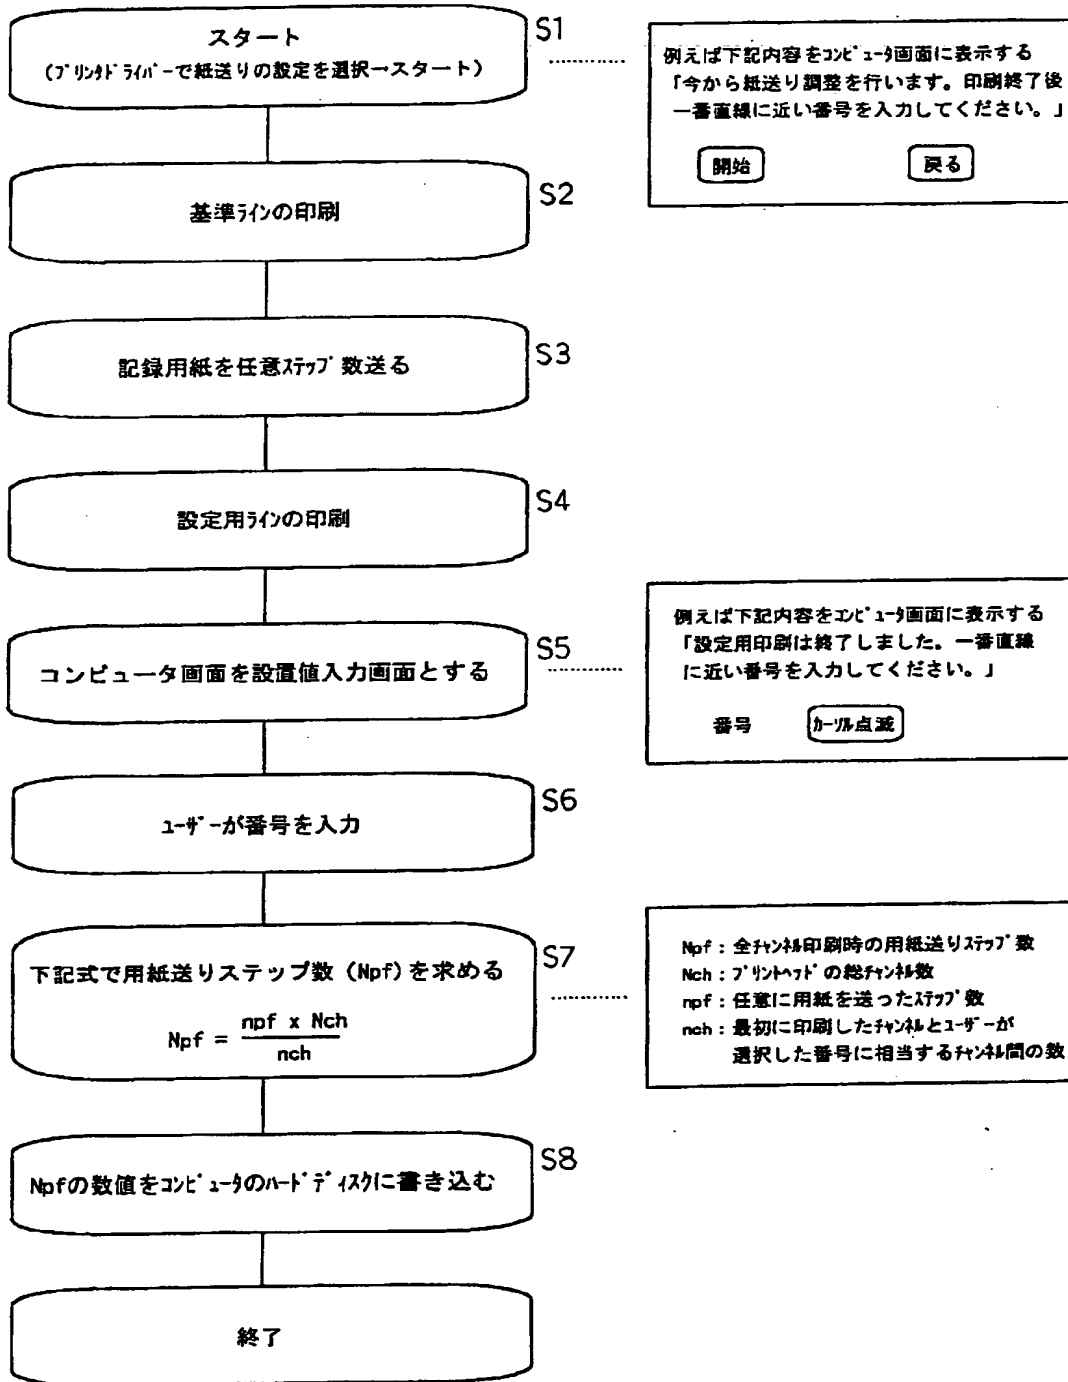 スタート
(プリンタドライバーで紙送りの設定を選択→スタート)
S1
例えば下記内容をコンピュータ画面に表示する
「今から紙送り調整を行います。印刷終了後
一番直線に近い番号を入力してください。」
開始
戻る
基準ラインの印刷
S2
記録用紙を任意ステップ数送る
S3
設定用ラインの印刷
S4
コンピュータ画面を設置値入力画面とする
S5
例えば下記内容をコンピュータ画面に表示する
「設定用印刷は終了しました。一番直線
に近い番号を入力してください。」
番号
カーソル点滅
ユーザーが番号を入力
S6
下記式で用紙送りステップ数 (Npf) を求める
Npf = npf x Nch / nch
S7
Npf : 全チャンネル印刷時の用紙送りステップ数
Nch : プリントヘッドの総チャンネル数
npf : 任意に用紙を送ったステップ数
nch : 最初に印刷したチャンネルとユーザーが
選択した番号に相当するチャンネル間の数
Npfの数値をコンピュータのハードディスクに書き込む
S8
終了